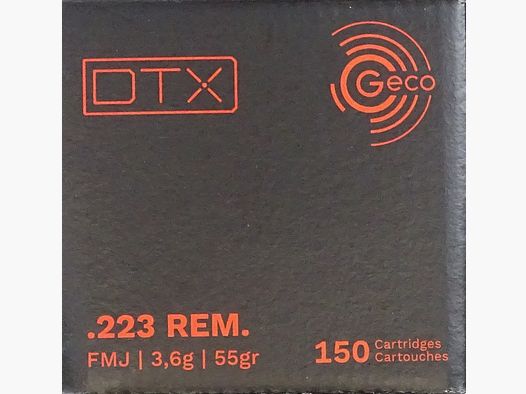 DTX
Geco
.223 REM.
FMJ | 3,6g | 55gr
150 Cartridges
Cartouches